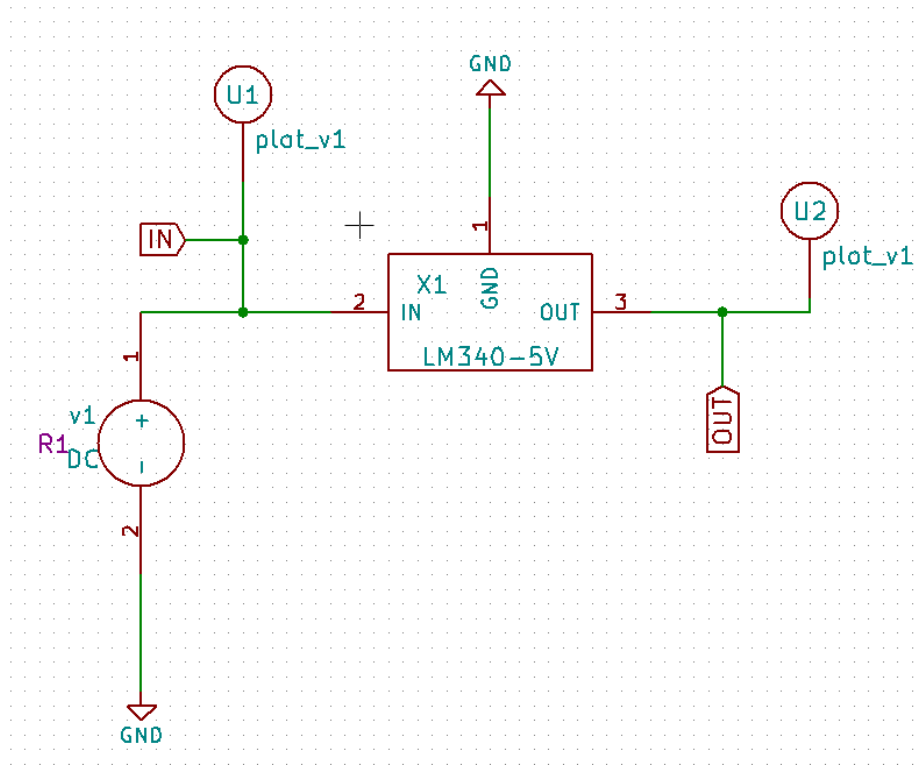 GND
U1
plot_v1
IN
1
U2
plot_v1
X1
GND
2
IN
OUT
3
LM340-5V
OUT
1
v1
+
R1
DC
-
2
GND